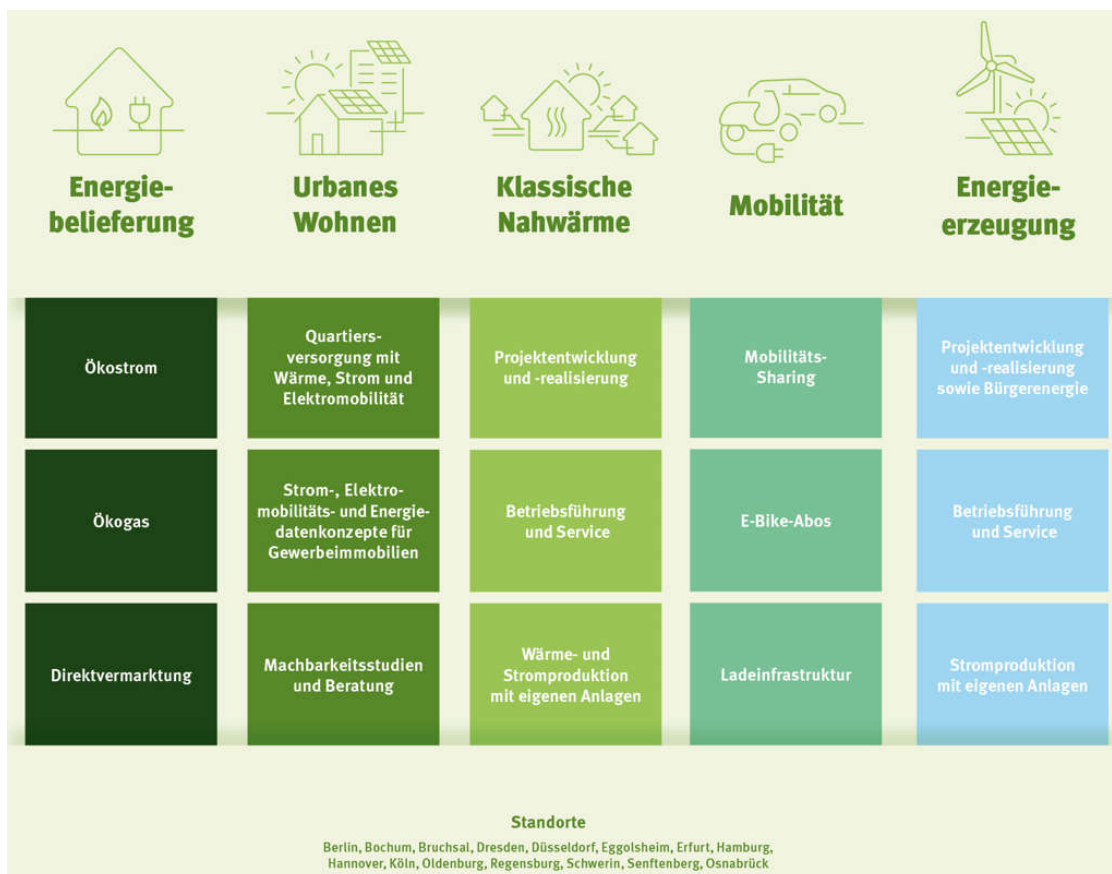 Energie-
belieferung
Urbanes
Wohnen
Klassische
Nahwärme
Mobilität
Energie-
erzeugung
Ökostrom
Quartiers-
versorgung mit
Wärme, Strom und
Elektromobilität
Projektentwicklung
und -realisierung
Mobilitäts-
Sharing
Projektentwicklung
und -realisierung
sowie Bürgerenergie
Ökogas
Strom-, Elektro-
mobilitäts- und Energie-
datenkonzepte für
Gewerbeimmobilien
Betriebsführung
und Service
E-Bike-Abos
Betriebsführung
und Service
Direktvermarktung
Machbarkeitsstudien
und Beratung
Wärme- und
Stromproduktion
mit eigenen Anlagen
Ladeinfrastruktur
Stromproduktion
mit eigenen Anlagen
Standorte
Berlin, Bochum, Bruchsal, Dresden, Düsseldorf, Eggolsheim, Erfurt, Hamburg,
Hannover, Köln, Oldenburg, Regensburg, Schwerin, Senftenberg, Osnabrück